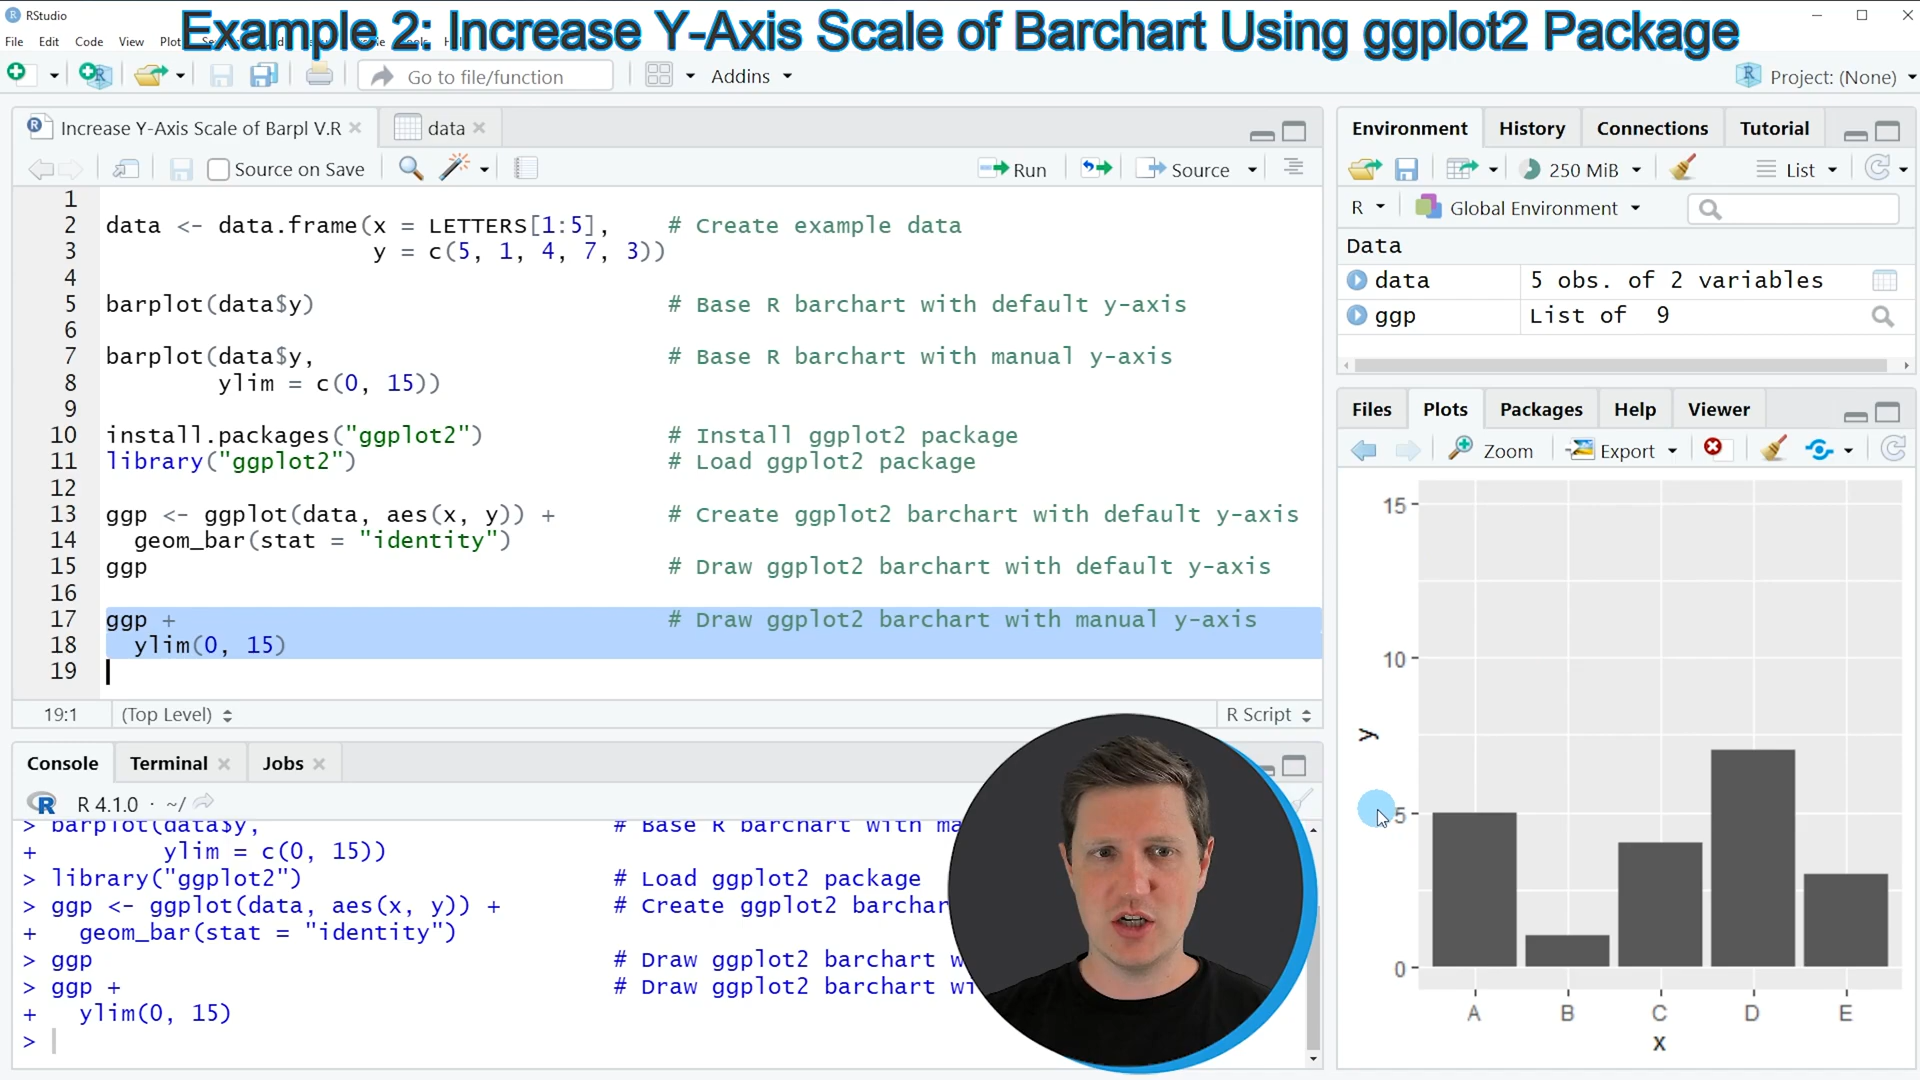 RStudio
Example 2: Increase Y-Axis Scale of Barchart Using ggplot2 Package
File Edit Code View
Go to file/function
Addins
Project: (None)
Increase Y-Axis Scale of Barpl V.R
data
Source on Save
Run
Source
1
2 data <- data.frame(x = LETTERS[1:5], # Create example data
3 y = c(5, 1, 4, 7, 3))
4
5 barplot(data$y) # Base R barchart with default y-axis
6
7 barplot(data$y, # Base R barchart with manual y-axis
8 ylim = c(0, 15))
9
10 install.packages("ggplot2") # Install ggplot2 package
11 library("ggplot2") # Load ggplot2 package
12
13 ggp <- ggplot(data, aes(x, y)) + # Create ggplot2 barchart with default y-axis
14 geom_bar(stat = "identity")
15 ggp # Draw ggplot2 barchart with default y-axis
16
17 ggp + # Draw ggplot2 barchart with manual y-axis
18 ylim(0, 15)
19
19:1 (Top Level) R Script
Console Terminal Jobs
R 4.1.0 · ~/
> barplot(data$y, # Base R barchart with ma
+ ylim = c(0, 15))
> library("ggplot2") # Load ggplot2 package
> ggp <- ggplot(data, aes(x, y)) + # Create ggplot2 barchar
+ geom_bar(stat = "identity")
> ggp # Draw ggplot2 barchart w
> ggp + # Draw ggplot2 barchart wi
+ ylim(0, 15)
>
Environment History Connections Tutorial
250 MiB
List
R Global Environment
Data
data 5 obs. of 2 variables
ggp List of 9
Files Plots Packages Help Viewer
Zoom Export
15
10
y
5
0
A B C D E
x